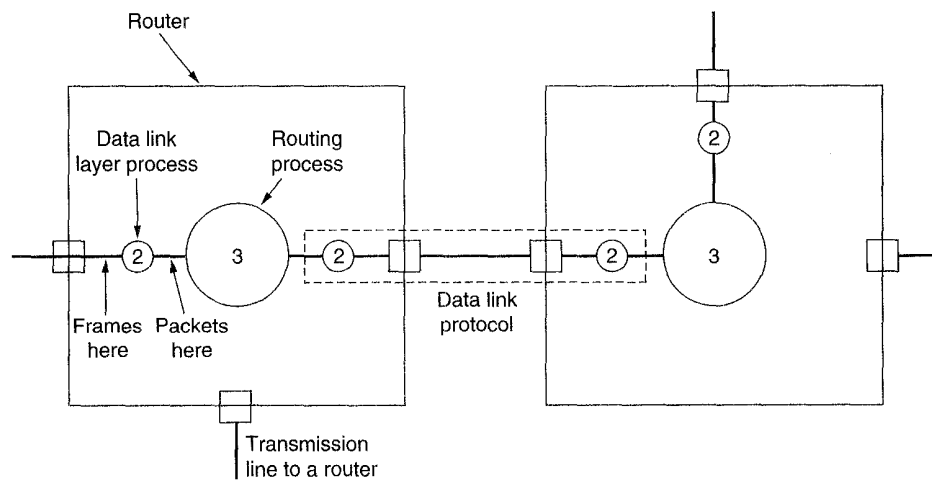 Router
Data link
layer process
Routing
process
2
2
3
2
2
3
Frames
here
Packets
here
Data link
protocol
Transmission
line to a router